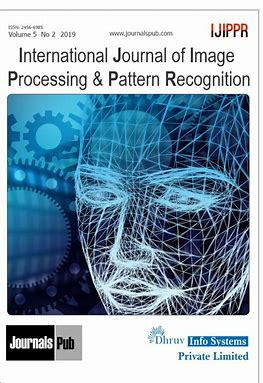 ISSN: 2456-698X
IJIPPR
Volume 5 No 2 2019
www.journalspub.com
International Journal of Image
Processing & Pattern Recognition
Journals Pub
Dhruv Info Systems
Private Limited